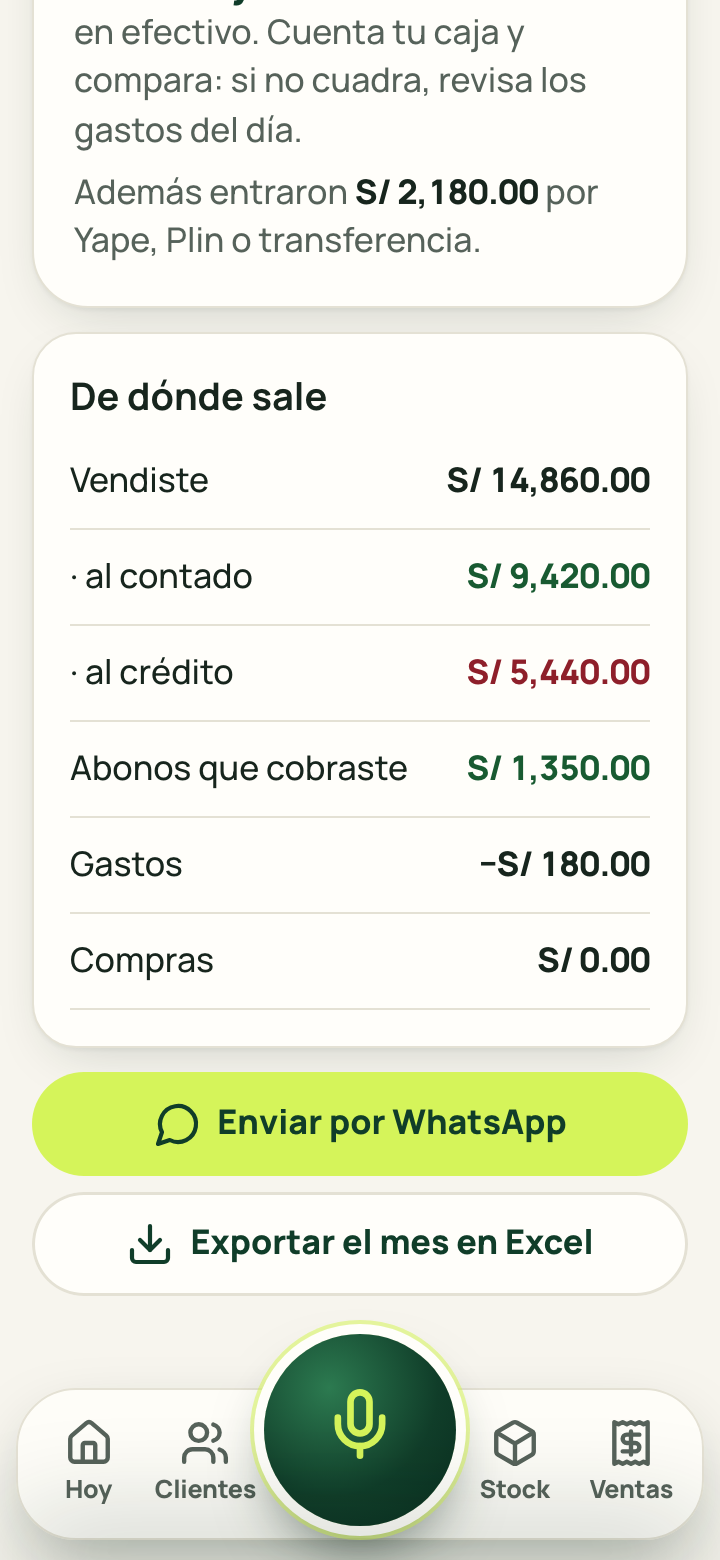 en efectivo. Cuenta tu caja y
compara: si no cuadra, revisa los
gastos del día.
Además entraron S/ 2,180.00 por
Yape, Plin o transferencia.
De dónde sale
Vendiste S/ 14,860.00
· al contado S/ 9,420.00
· al crédito S/ 5,440.00
Abonos que cobraste S/ 1,350.00
Gastos −S/ 180.00
Compras S/ 0.00
Enviar por WhatsApp
Exportar el mes en Excel
Hoy Clientes Stock Ventas